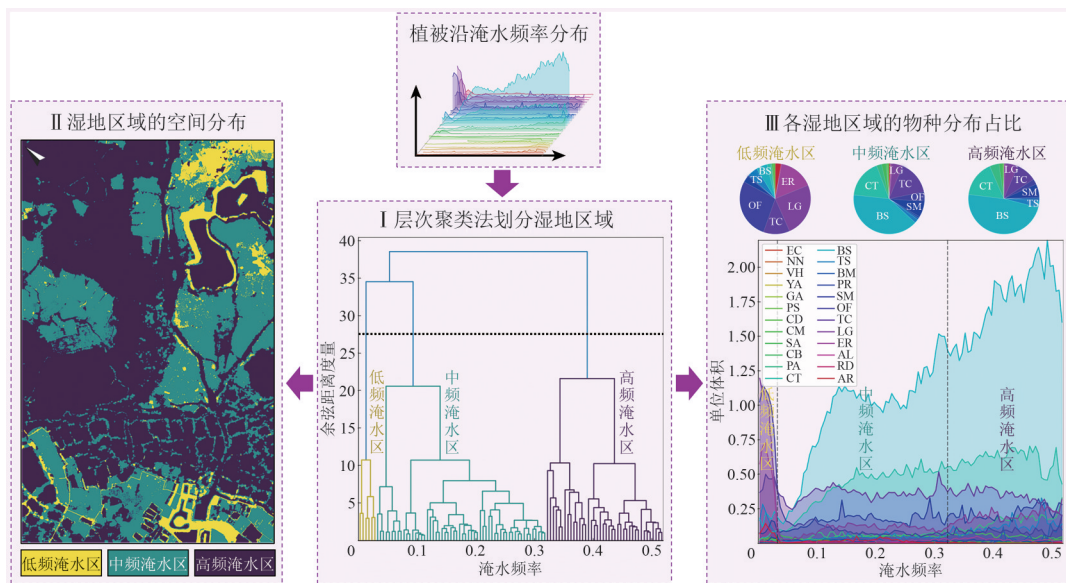 植被沿淹水频率分布
Ⅱ 湿地区域的空间分布
低频淹水区
中频淹水区
高频淹水区
Ⅰ 层次聚类法划分湿地区域
40
35
30
25
20
15
10
5
0
0.1
0.2
0.3
0.4
0.5
余弦距离度量
低频淹水区
中频淹水区
高频淹水区
淹水频率
Ⅲ 各湿地区域的物种分布占比
低频淹水区
中频淹水区
高频淹水区
BS
TS
ER
OF
LG
TC
LG
CT
TC
OF
SM
BS
LG
CT
TC
SM
TS
BS
EC
NN
VH
YA
GA
PS
CD
CM
SA
CB
PA
CT
BS
TS
BM
PR
SM
OF
TC
LG
ER
AL
RD
AR
2.00
1.75
1.50
1.25
1.00
0.75
0.50
0.25
0
0.1
0.2
0.3
0.4
0.5
单位体积
低频淹水区
中频淹水区
高频淹水区
淹水频率